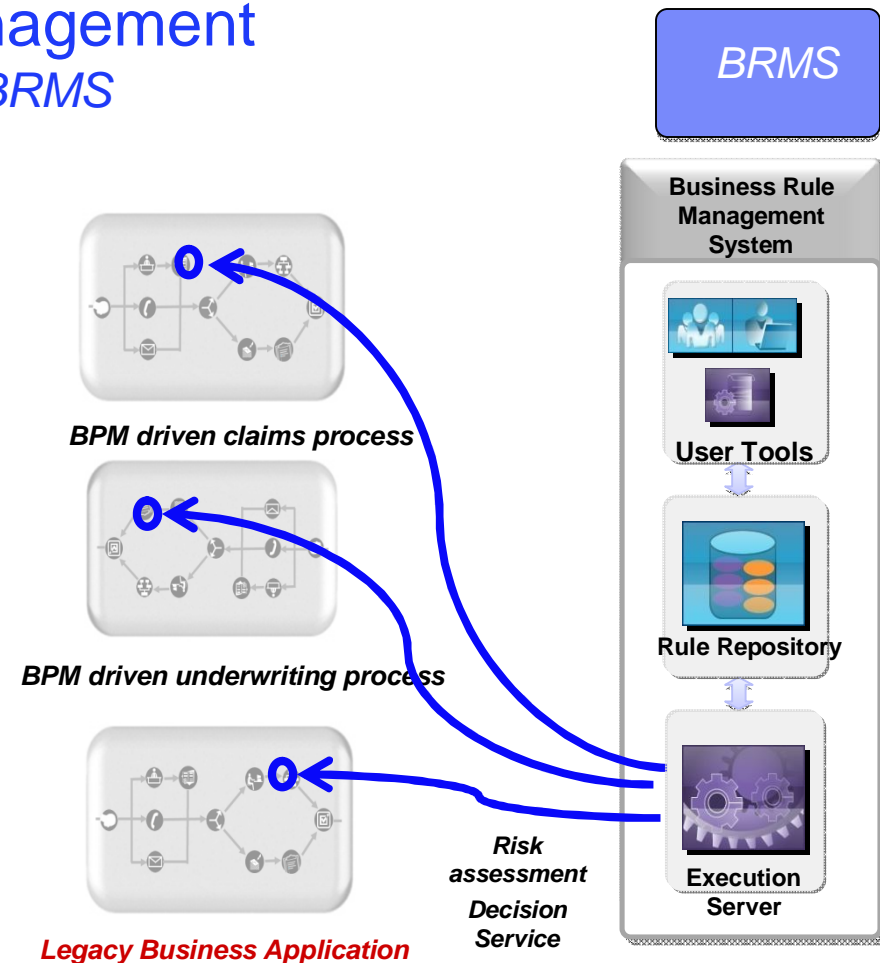 nagement
BRMS
BRMS
Business Rule
Management
System
BPM driven claims process
User Tools
BPM driven underwriting process
Rule Repository
Risk
assessment
Decision
Service
Execution
Server
Legacy Business Application